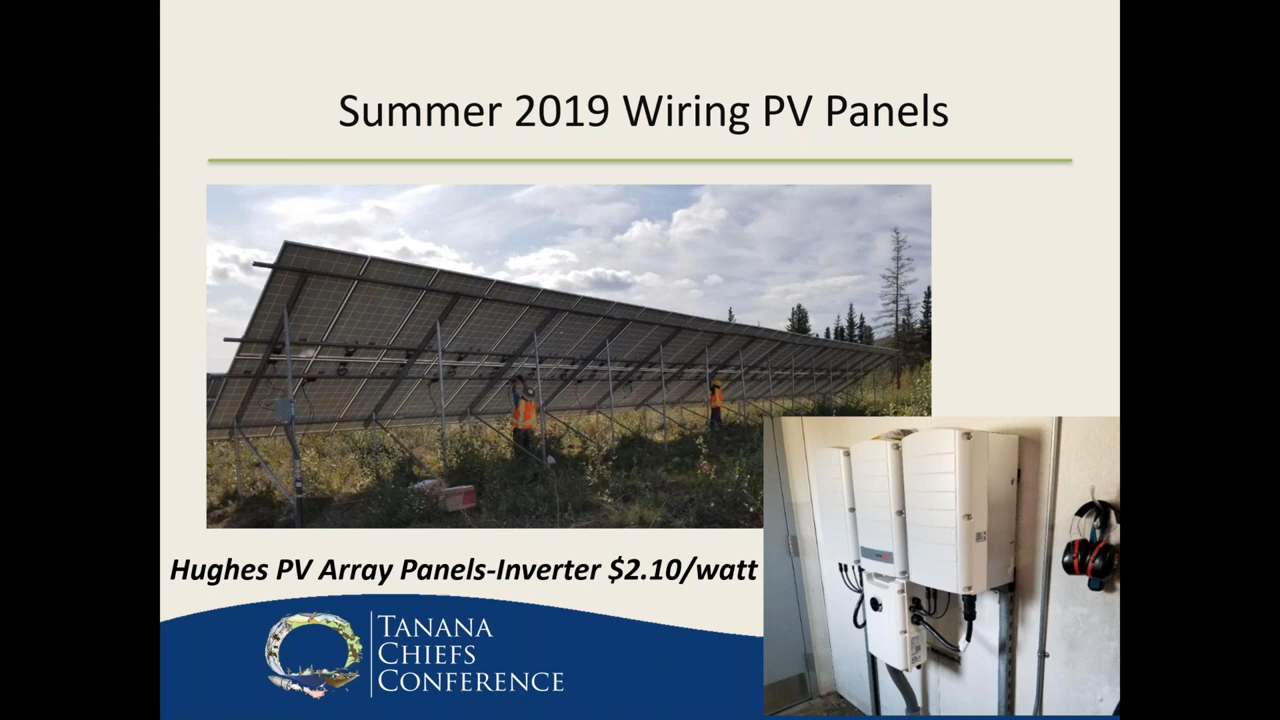 Summer 2019 Wiring PV Panels
Hughes PV Array Panels-Inverter $2.10/watt
TANANA
CHIEFS
CONFERENCE